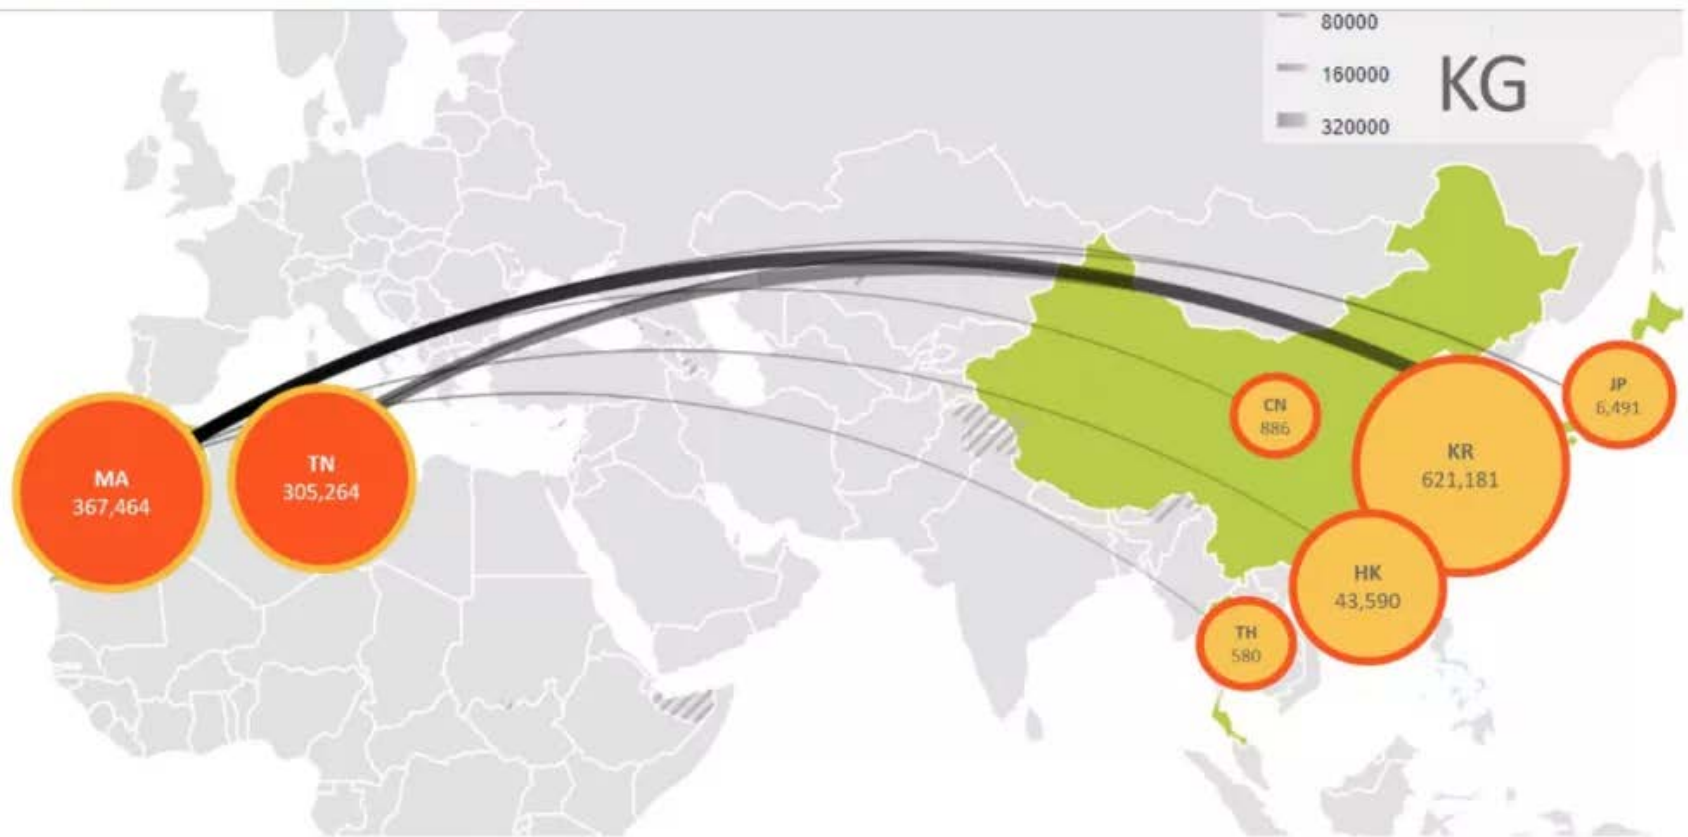 80000
160000
320000
KG
MA
367,464
TN
305,264
CN
886
JP
6,491
KR
621,181
HK
43,590
TH
580